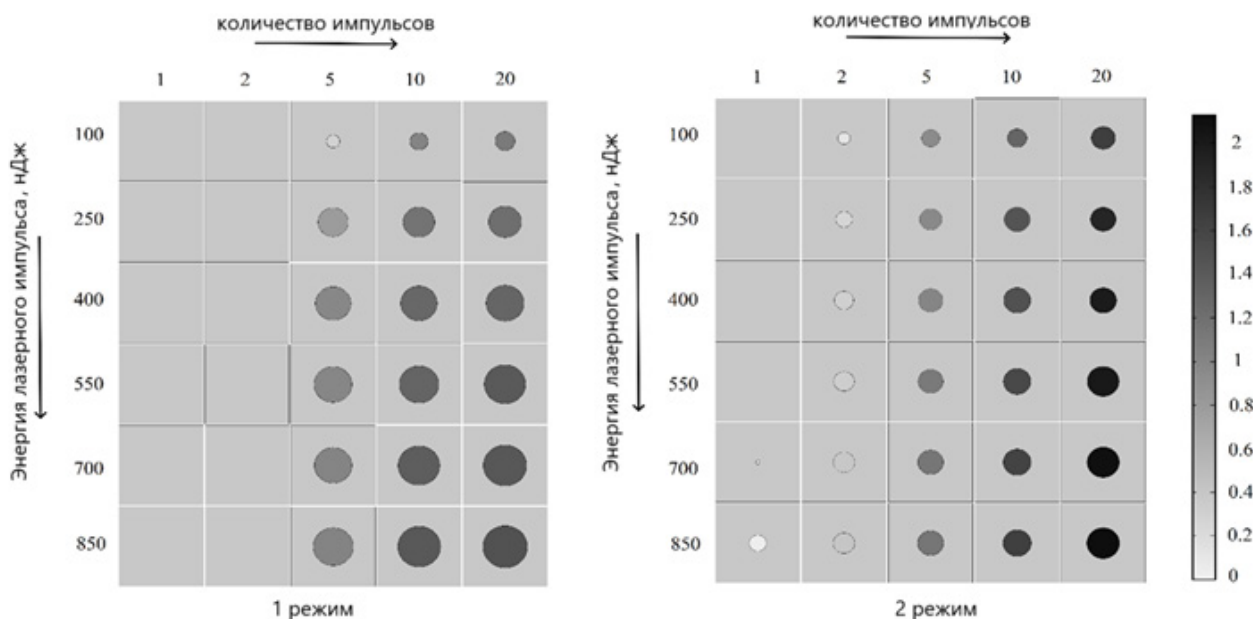 количество импульсов
1 2 5 10 20
Энергия лазерного импульса, нДж
100
250
400
550
700
850
1 режим
количество импульсов
1 2 5 10 20
Энергия лазерного импульса, нДж
100
250
400
550
700
850
2 режим
2
1.8
1.6
1.4
1.2
1
0.8
0.6
0.4
0.2
0